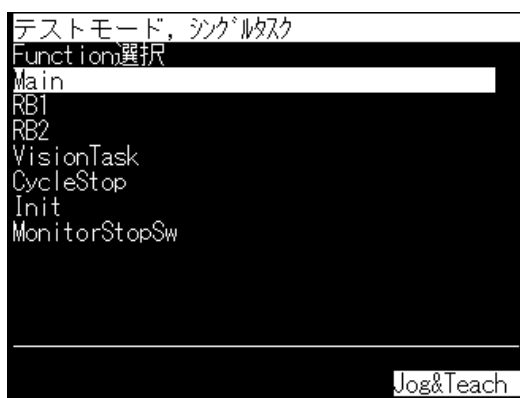 テストモード, シングルタスク
Function選択
Main
RB1
RB2
VisionTask
CycleStop
Init
MonitorStopSw
Jog&Teach